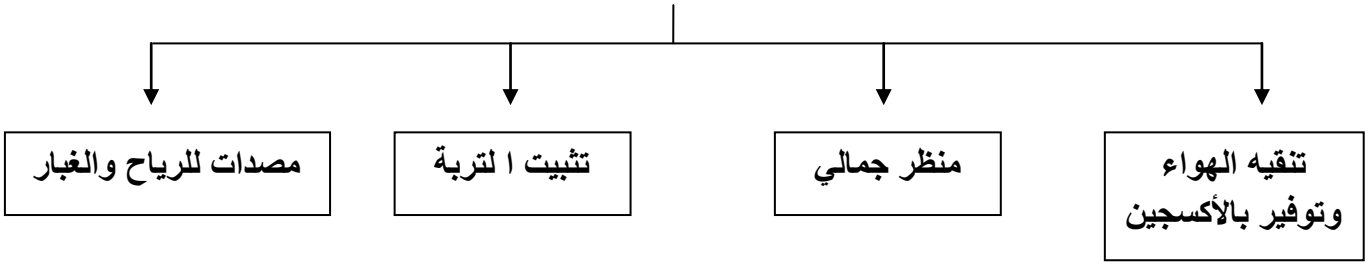 تنقيه الهواء
وتوفير بالأكسجين
منظر جمالي
تثبيت ا لتربة
مصدات للرياح والغبار